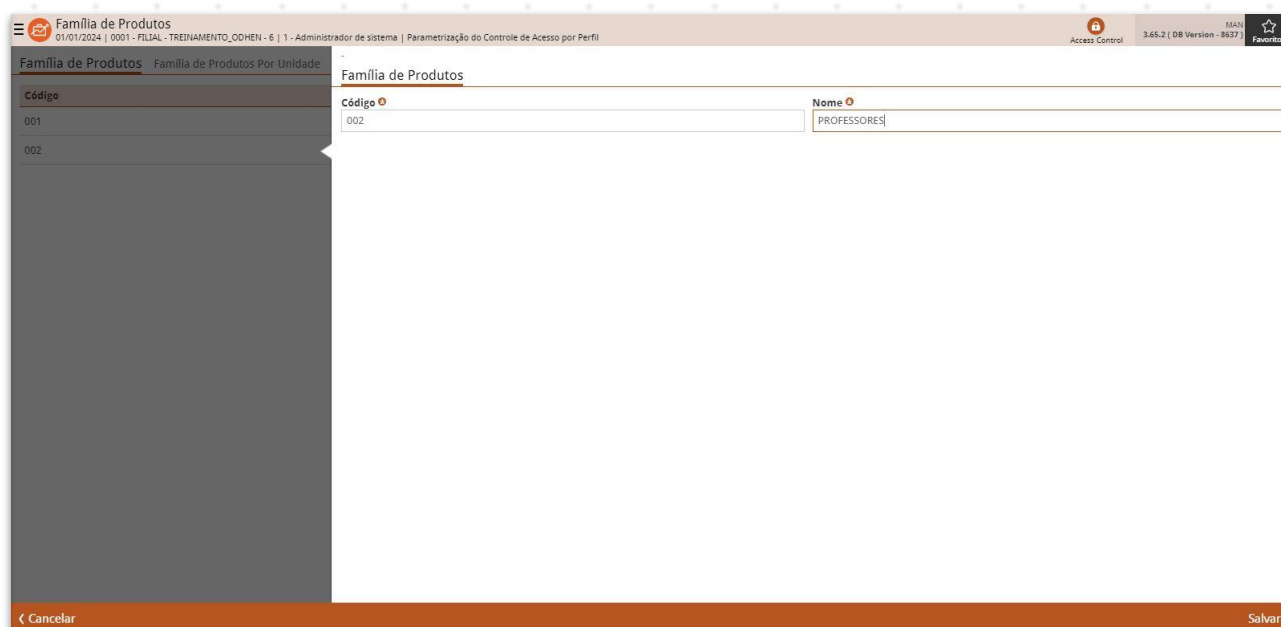 Família de Produtos
01/01/2024 | 0001 - FILIAL - TREINAMENTO_ODHEN - 6 | 1 - Administrador de sistema | Parametrização do Controle de Acesso por Perfil
Access Control
MAN
3.65.2 ( DB Version - 8637 )
Favorito
Família de Produtos Família de Produtos Por Unidade
Código
001
002
-
Família de Produtos
Código
002
Nome
PROFESSORES
Cancelar
Salvar